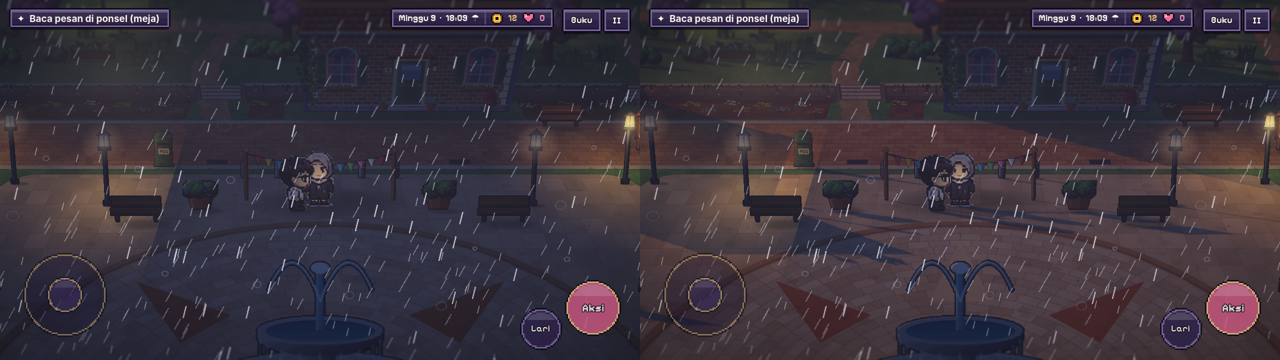 Baca pesan di ponsel (meja)
Minggu 9 · 18:09
12
0
Buku
II
Lari
Aksi
Baca pesan di ponsel (meja)
Minggu 9 · 18:09
12
0
Buku
II
Lari
Aksi